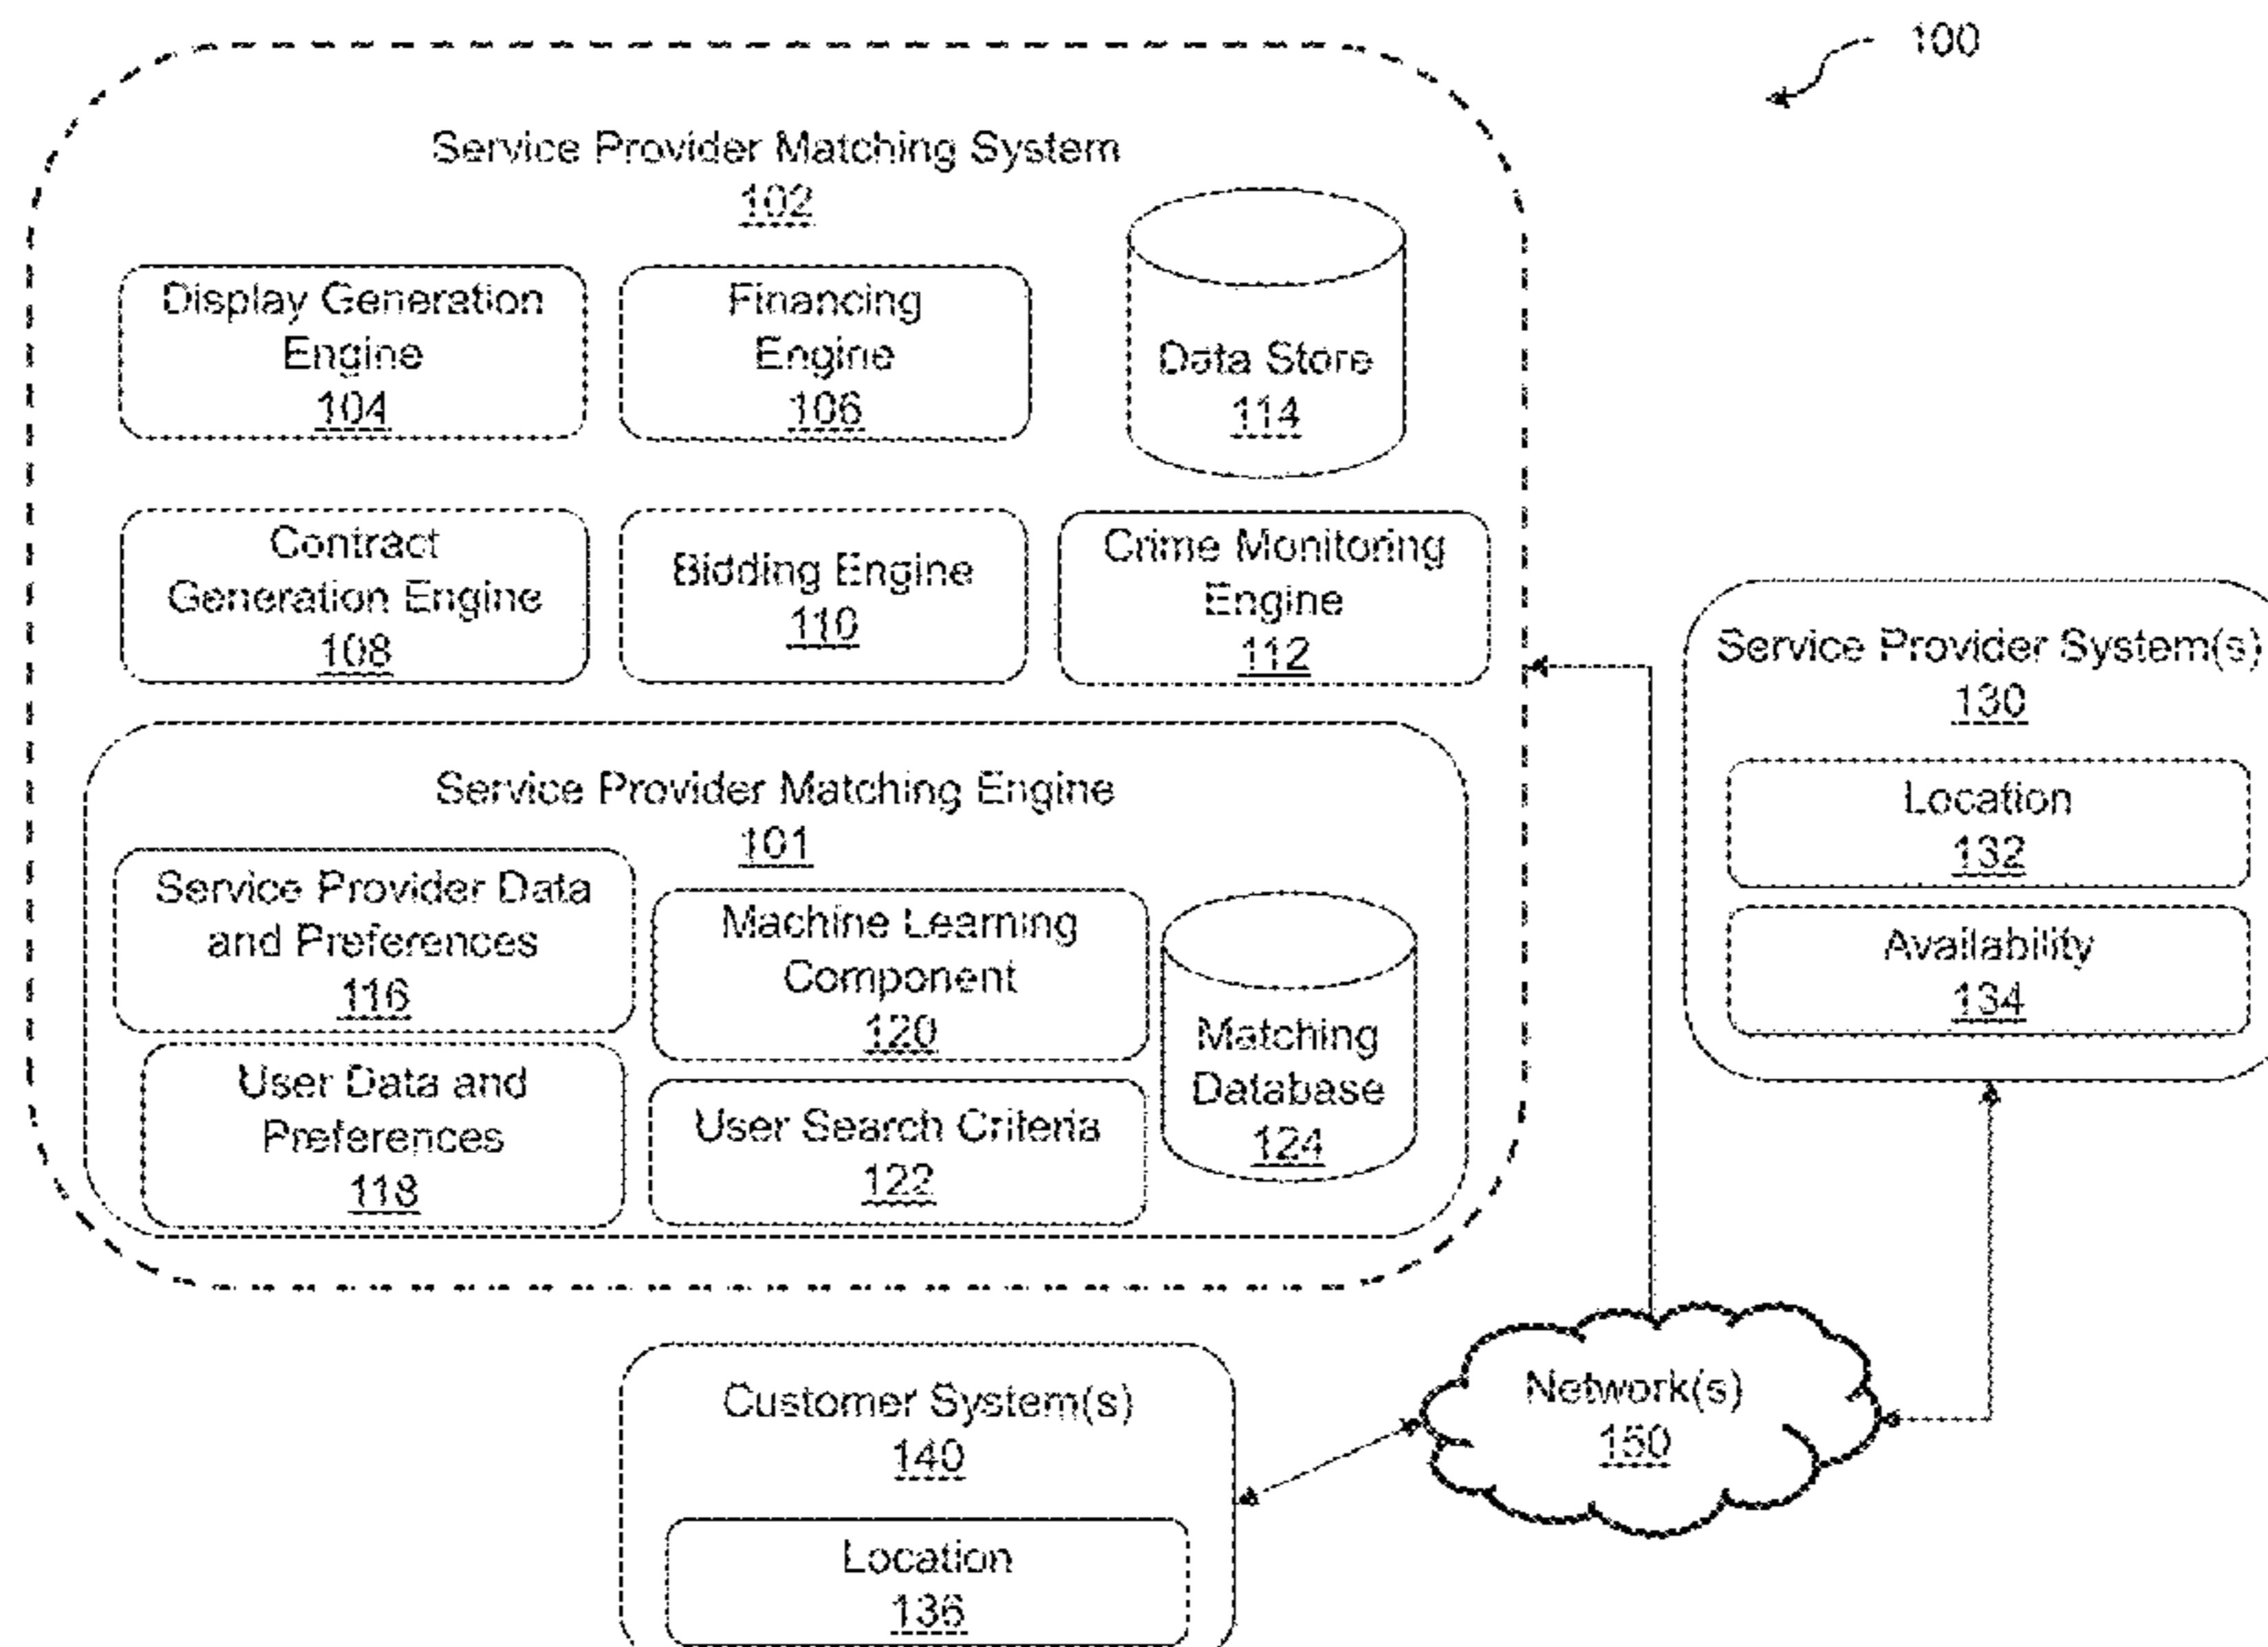 100
Service Provider Matching System
102
Display Generation
Engine
104
Financing
Engine
106
Data Store
114
Contract
Generation Engine
108
Bidding Engine
110
Crime Monitoring
Engine
112
Service Provider Matching Engine
101
Service Provider Data
and Preferences
116
Machine Learning
Component
120
Matching
Database
124
User Data and
Preferences
118
User Search Criteria
122
Service Provider System(s)
130
Location
132
Availability
134
Customer System(s)
140
Location
136
Network(s)
150